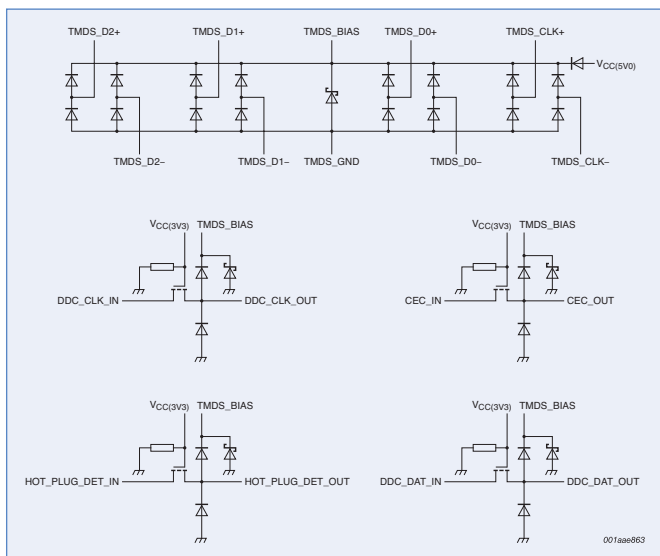 TMDS_D2+ TMDS_D1+ TMDS_BIAS TMDS_D0+ TMDS_CLK+
VCC(5V0)
TMDS_D2− TMDS_D1− TMDS_GND TMDS_D0− TMDS_CLK−
VCC(3V3) TMDS_BIAS
DDC_CLK_IN DDC_CLK_OUT
VCC(3V3) TMDS_BIAS
CEC_IN CEC_OUT
VCC(3V3) TMDS_BIAS
HOT_PLUG_DET_IN HOT_PLUG_DET_OUT
VCC(3V3) TMDS_BIAS
DDC_DAT_IN DDC_DAT_OUT
001aae863